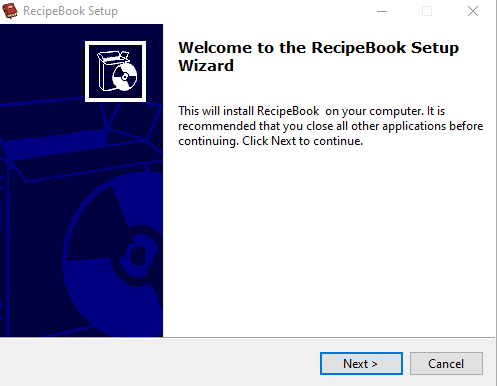 RecipeBook Setup
Welcome to the RecipeBook Setup
Wizard
This will install RecipeBook  on your computer. It is
recommended that you close all other applications before
continuing. Click Next to continue.
Next >
Cancel